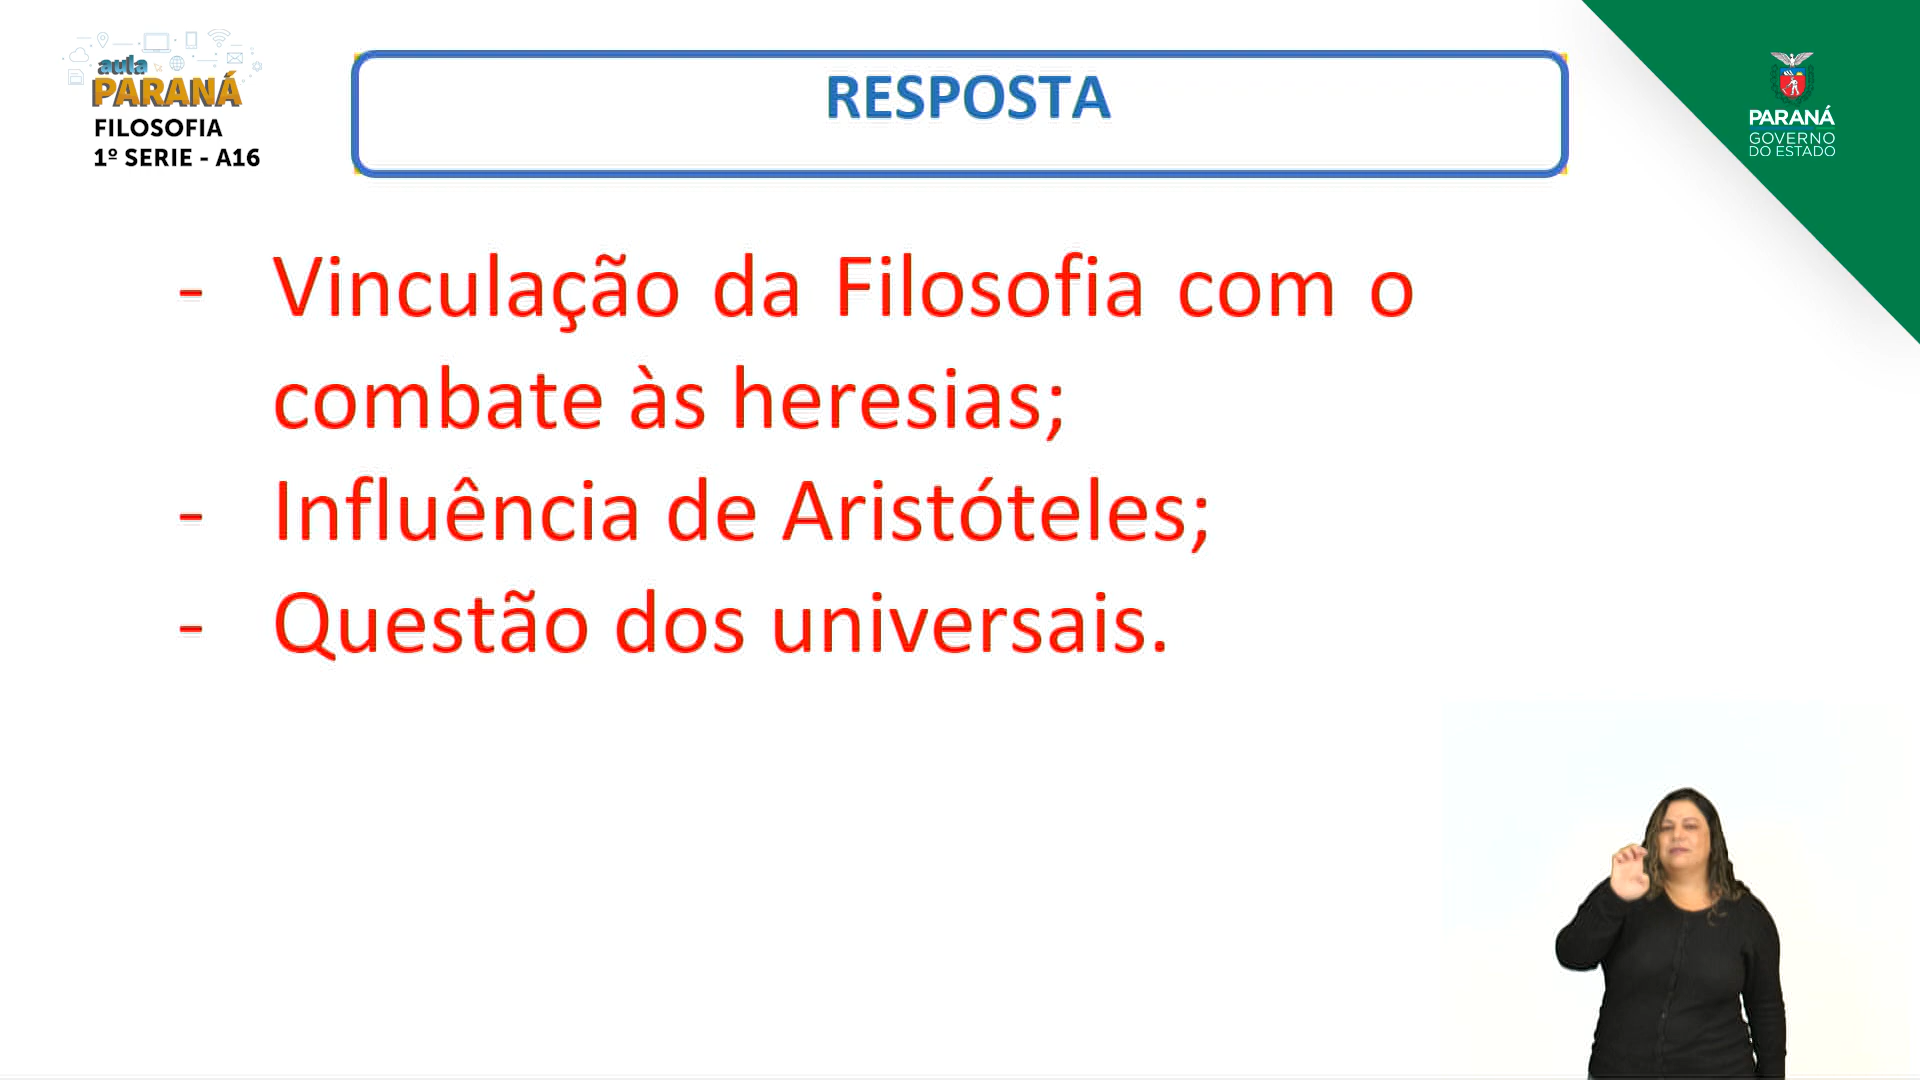 aula
PARANÁ
FILOSOFIA
1º SERIE - A16
RESPOSTA
PARANÁ
GOVERNO
DO ESTADO
- Vinculação da Filosofia com o
combate às heresias;
- Influência de Aristóteles;
- Questão dos universais.